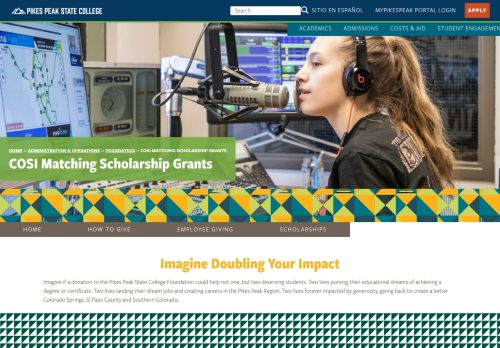 PIKES PEAK STATE COLLEGE
Search
SITIO EN ESPAÑOL
MYPIKESPEAK PORTAL LOGIN
APPLY
ACADEMICS
ADMISSIONS
COSTS & AID
STUDENT ENGAGEMEN
HOME > ADMINISTRATION & OPERATIONS > FOUNDATION > COSI MATCHING SCHOLARSHIP GRANTS
COSI Matching Scholarship Grants
HOME
HOW TO GIVE
EMPLOYEE GIVING
SCHOLARSHIPS
Imagine Doubling Your Impact
Imagine if a donation to the Pikes Peak State College Foundation could help not one, but two deserving students. Two lives pursing their educational dreams of achieving a
degree or certificate. Two lives landing their dream jobs and creating careers in the Pikes Peak Region. Two lives forever impacted by generosity, giving back to create a better
Colorado Springs, El Paso County and Southern Colorado.